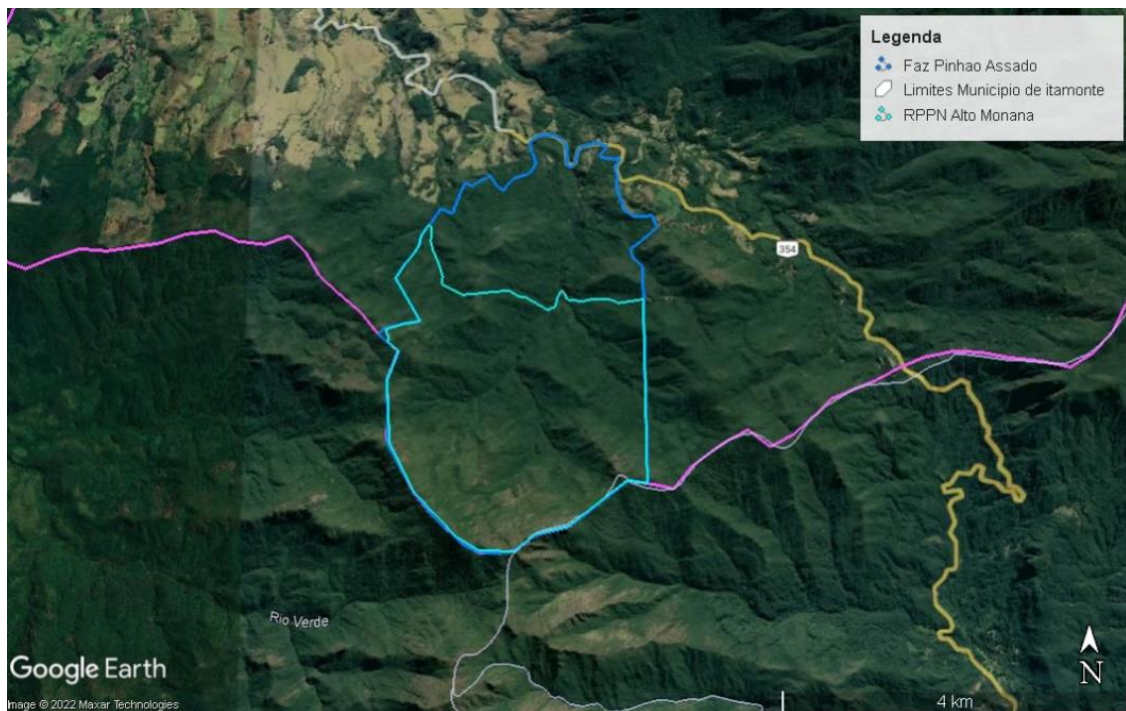 Legenda
Faz Pinhao Assado
Limites Municipio de itamonte
RPPN Alto Monana
354
Rio Verde
N
Google Earth
4 km
Image © 2022 Maxar Technologies